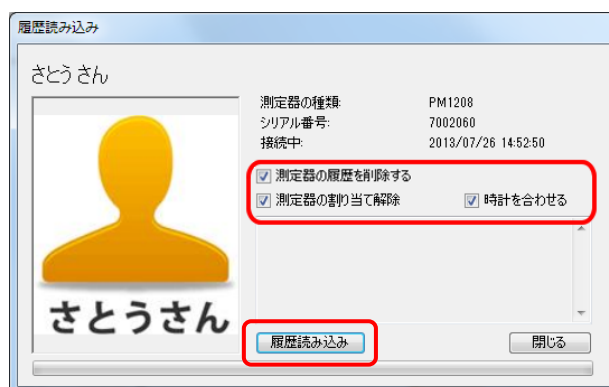 履歴読み込み
さとうさん
測定器の種類: PM1208
シリアル番号: 7002060
接続中: 2013/07/26 14:52:50
測定器の履歴を削除する
測定器の割り当て解除 時計を合わせる
さとうさん
履歴読み込み 閉じる